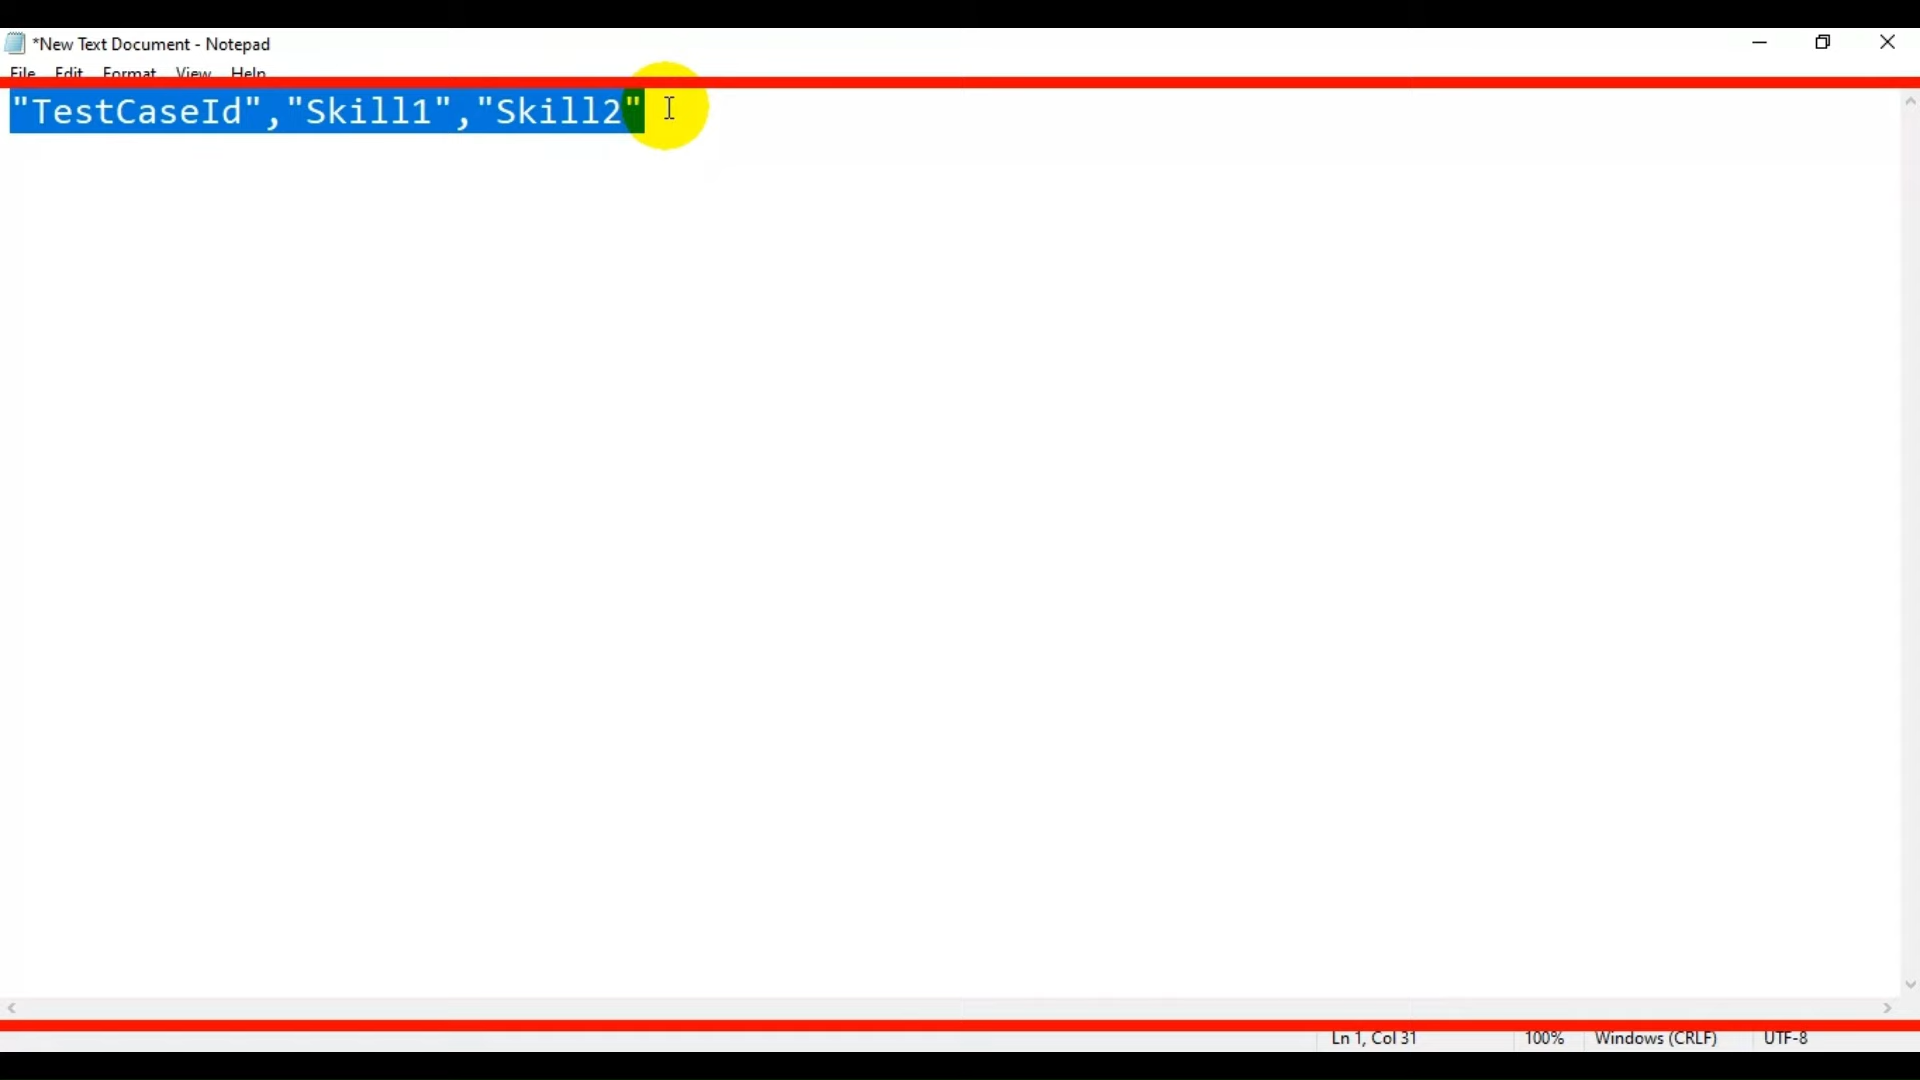 *New Text Document - Notepad
File Edit Format View Help
"TestCaseId","Skill1","Skill2"
Ln 1, Col 31 100% Windows (CRLF) UTF-8